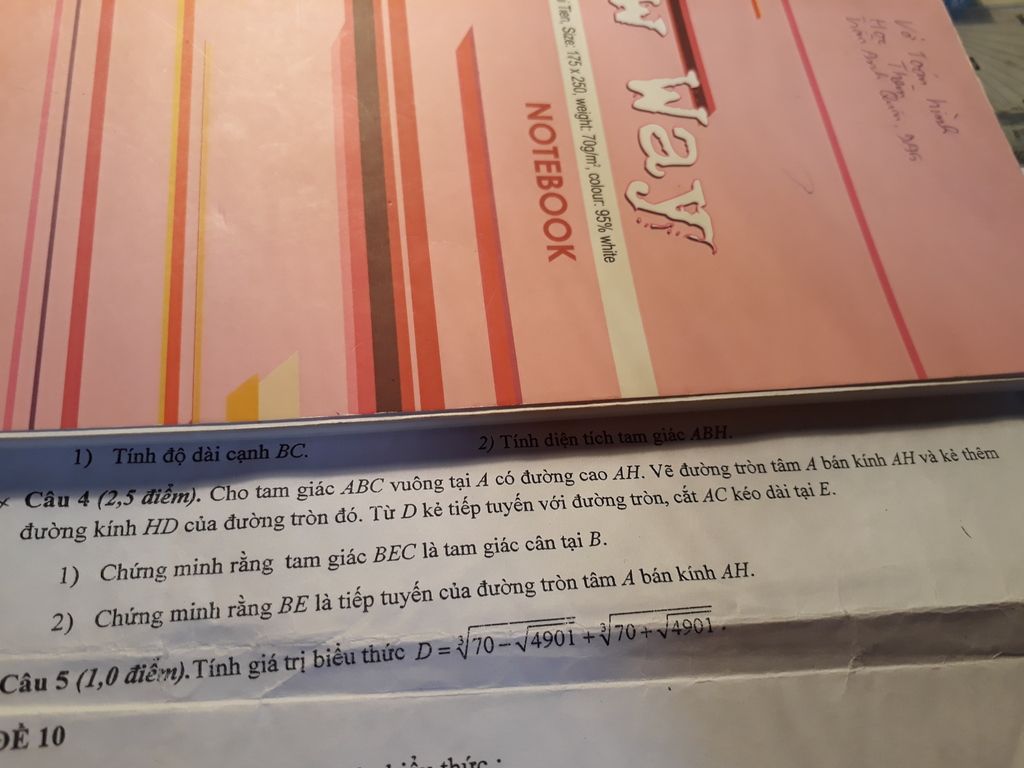 W Way
i Tien, Size: 175 x 250, weight: 70g/m², colour: 95% white
NOTEBOOK
Vở Toán hình
1) Tính độ dài cạnh BC. 2) Tính diện tích tam giác ABH.
Câu 4 (2,5 điểm). Cho tam giác ABC vuông tại A có đường cao AH. Vẽ đường tròn tâm A bán kính AH và kẻ thêm
đường kính HD của đường tròn đó. Từ D kẻ tiếp tuyến với đường tròn, cắt AC kéo dài tại E.
1) Chứng minh rằng tam giác BEC là tam giác cân tại B.
2) Chứng minh rằng BE là tiếp tuyến của đường tròn tâm A bán kính AH.
Câu 5 (1,0 điểm).Tính giá trị biểu thức D = ∛(70 − √4901) + ∛(70 + √4901) .
ĐỀ 10
thức :